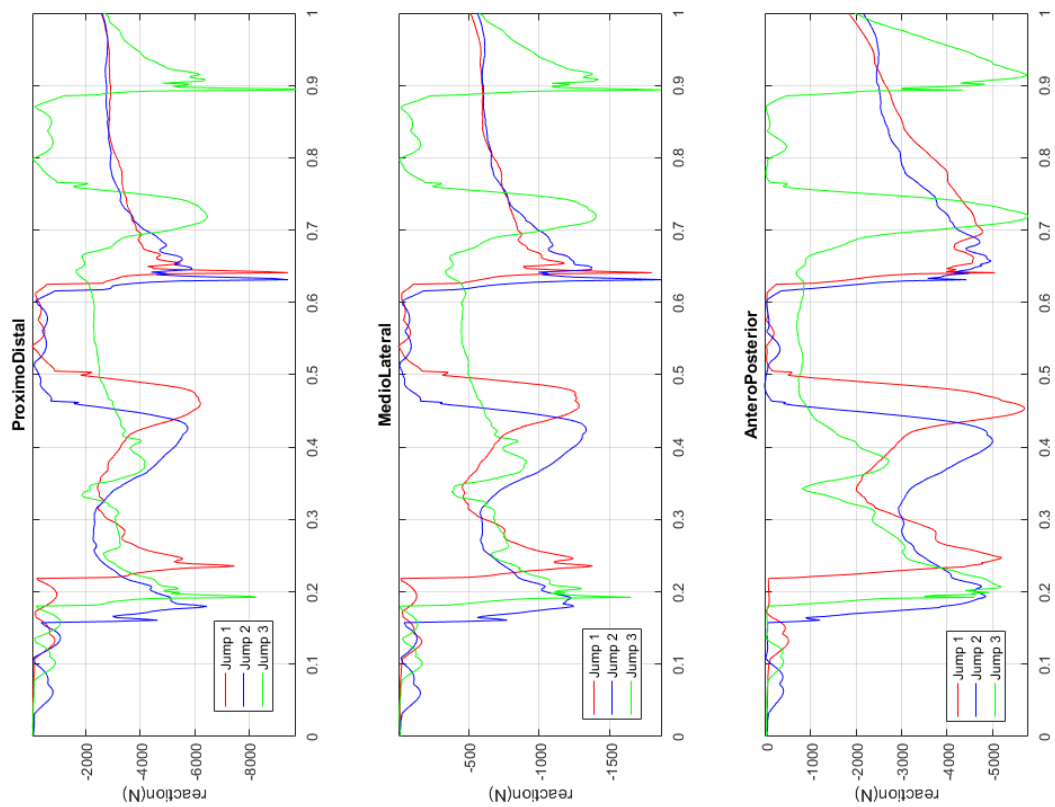 ProximoDistal
reaction(N)
-2000
-4000
-6000
-8000
Jump 1
Jump 2
Jump 3
0 0.1 0.2 0.3 0.4 0.5 0.6 0.7 0.8 0.9 1
MedioLateral
reaction(N)
-500
-1000
-1500
Jump 1
Jump 2
Jump 3
0 0.1 0.2 0.3 0.4 0.5 0.6 0.7 0.8 0.9 1
AnteroPosterior
reaction(N)
0
-1000
-2000
-3000
-4000
-5000
Jump 1
Jump 2
Jump 3
0 0.1 0.2 0.3 0.4 0.5 0.6 0.7 0.8 0.9 1